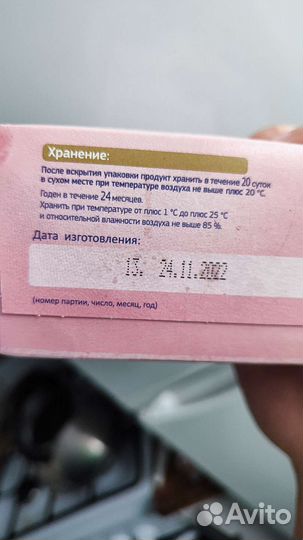 Хранение:
После вскрытия упаковки продукт хранить в течение 20 суток
в сухом месте при температуре воздуха не выше плюс 20 °С.
Годен в течение 24 месяцев.
Хранить при температуре от плюс 1 °С до плюс 25 °С
и относительной влажности воздуха не выше 85 %.
Дата изготовления:
13. 24.11.2022
(номер партии, число, месяц, год)
Avito